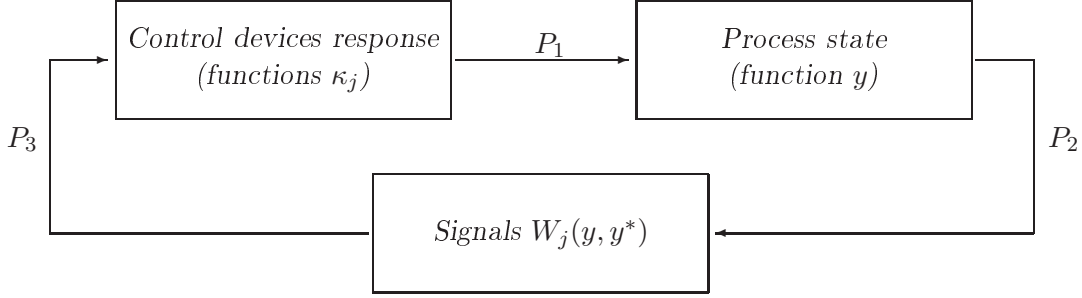 Control devices response
(functions κ_j)
P_1
Process state
(function y)
P_3
P_2
Signals W_j(y, y*)